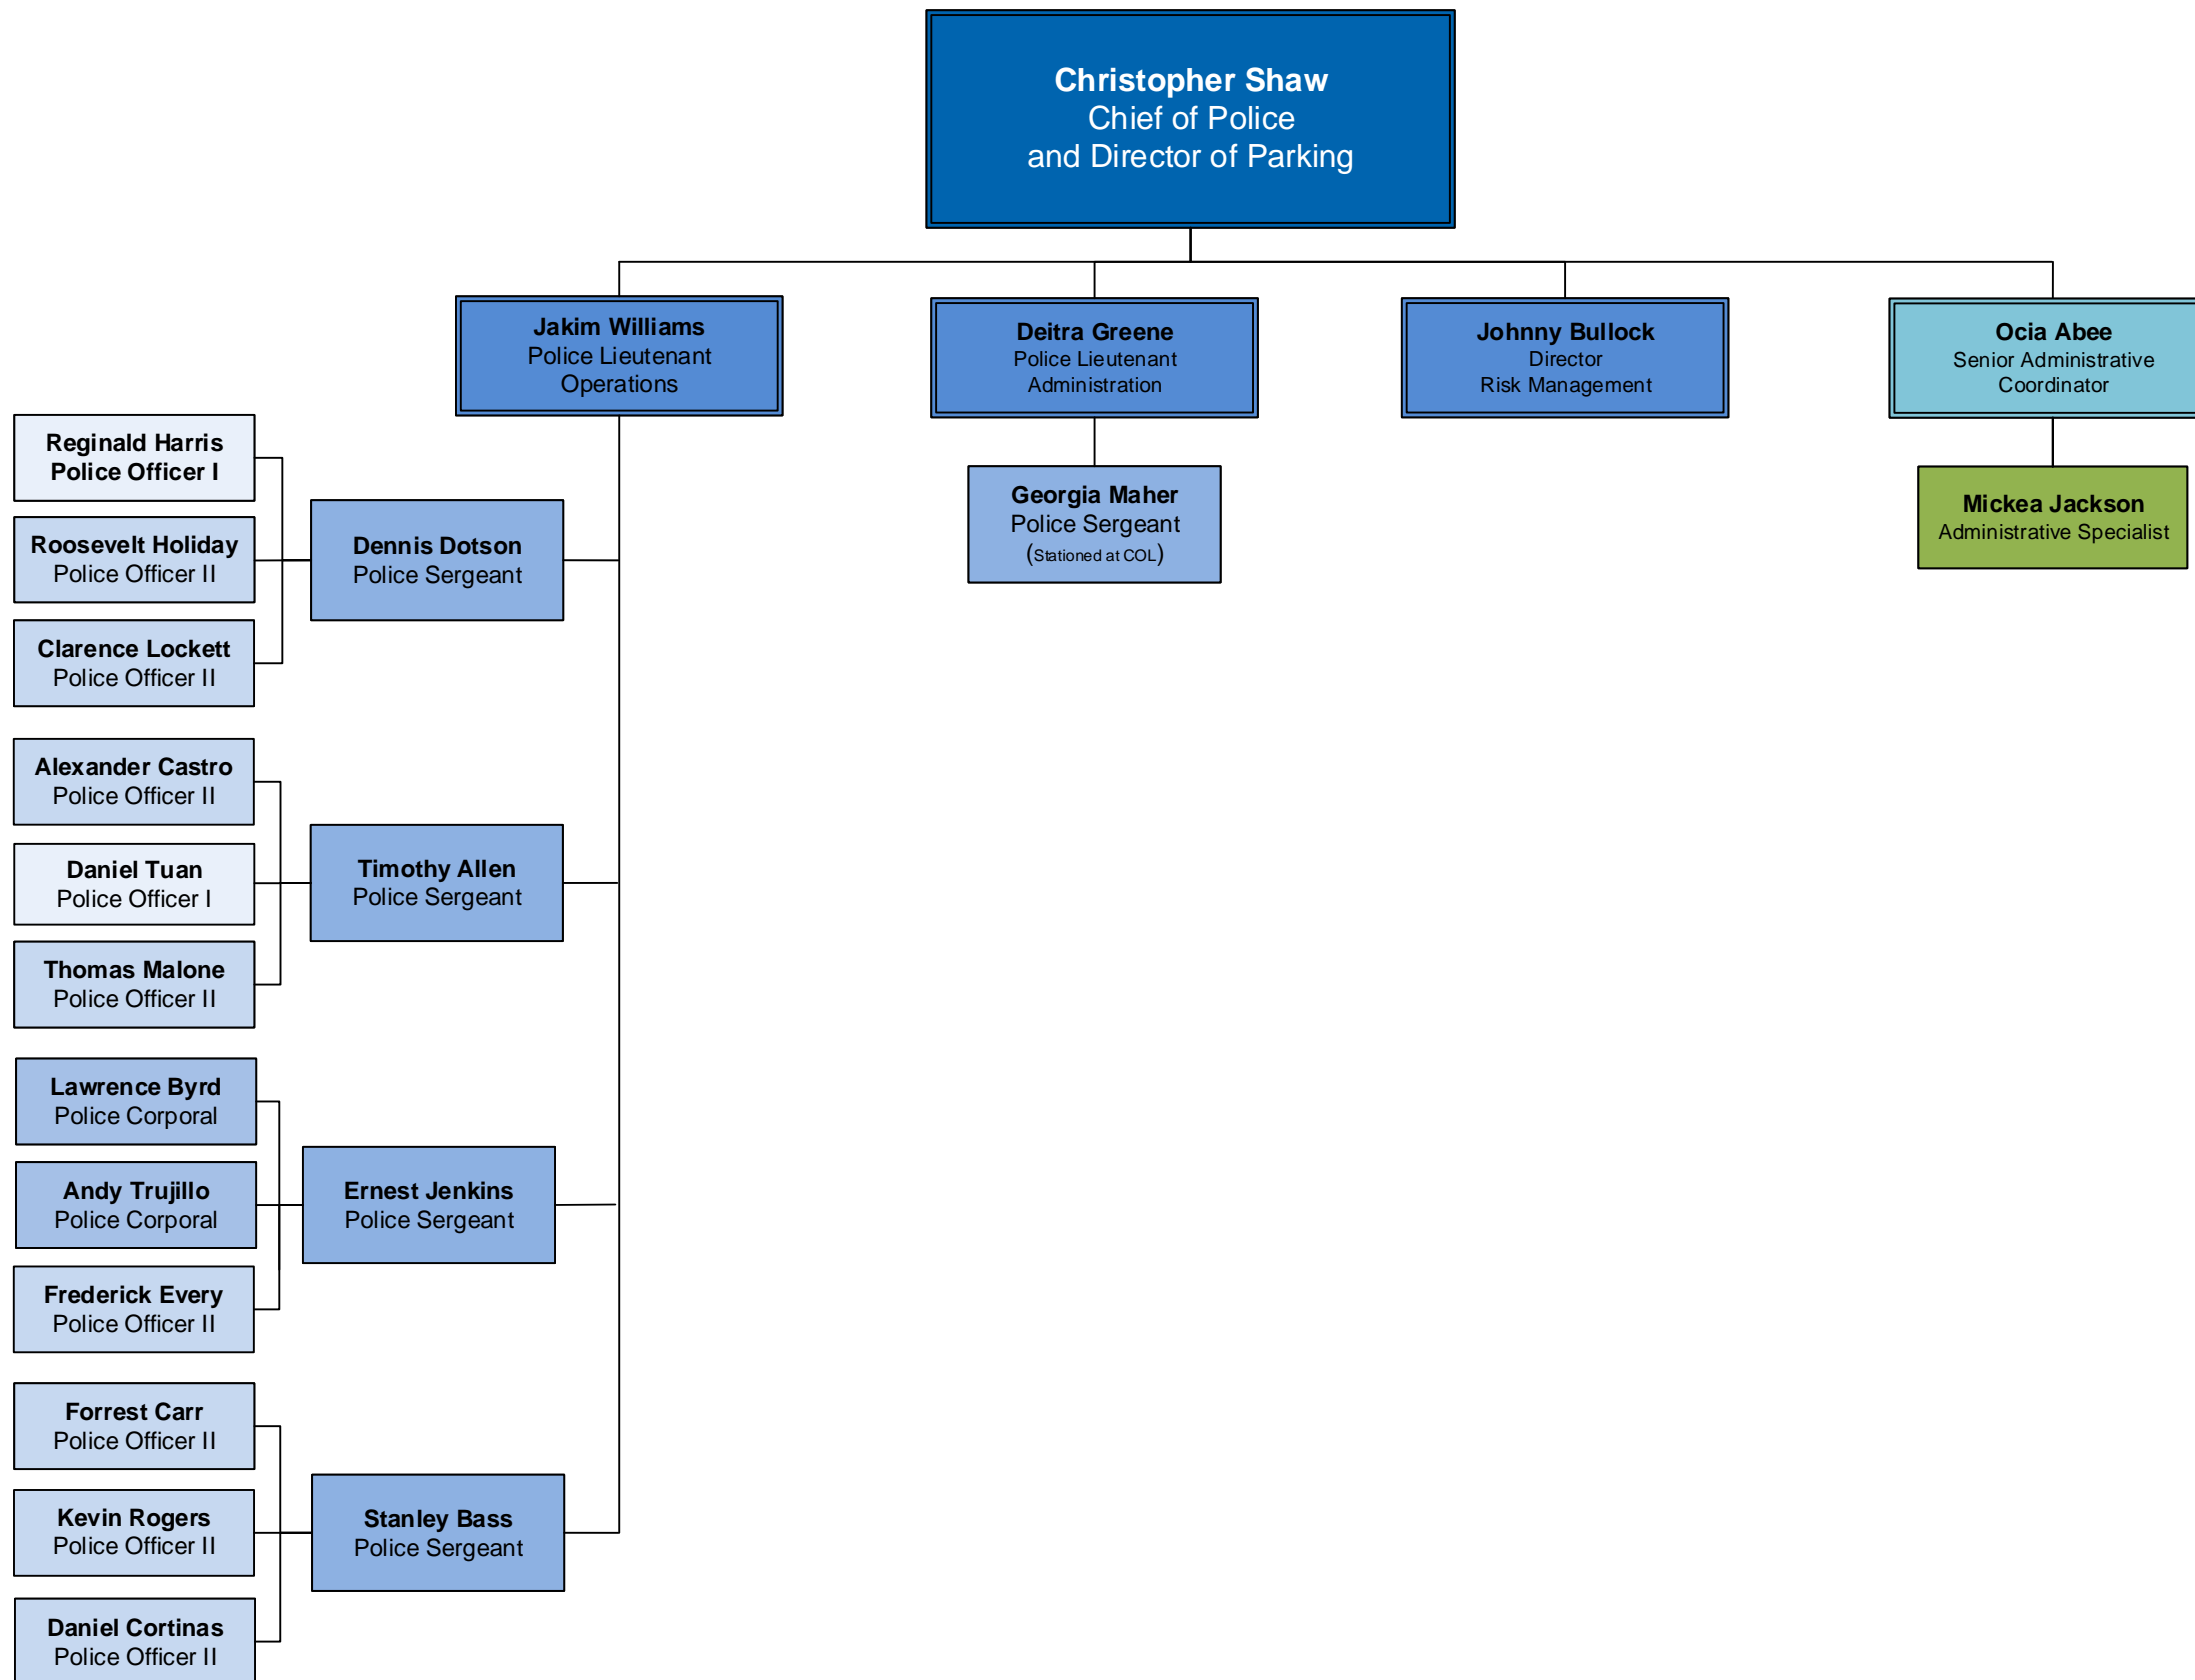 Christopher Shaw
Chief of Police
and Director of Parking
Jakim Williams
Police Lieutenant
Operations
Deitra Greene
Police Lieutenant
Administration
Johnny Bullock
Director
Risk Management
Ocia Abee
Senior Administrative
Coordinator
Georgia Maher
Police Sergeant
(Stationed at COL)
Mickea Jackson
Administrative Specialist
Dennis Dotson
Police Sergeant
Reginald Harris
Police Officer I
Roosevelt Holiday
Police Officer II
Clarence Lockett
Police Officer II
Timothy Allen
Police Sergeant
Alexander Castro
Police Officer II
Daniel Tuan
Police Officer I
Thomas Malone
Police Officer II
Ernest Jenkins
Police Sergeant
Lawrence Byrd
Police Corporal
Andy Trujillo
Police Corporal
Frederick Every
Police Officer II
Stanley Bass
Police Sergeant
Forrest Carr
Police Officer II
Kevin Rogers
Police Officer II
Daniel Cortinas
Police Officer II